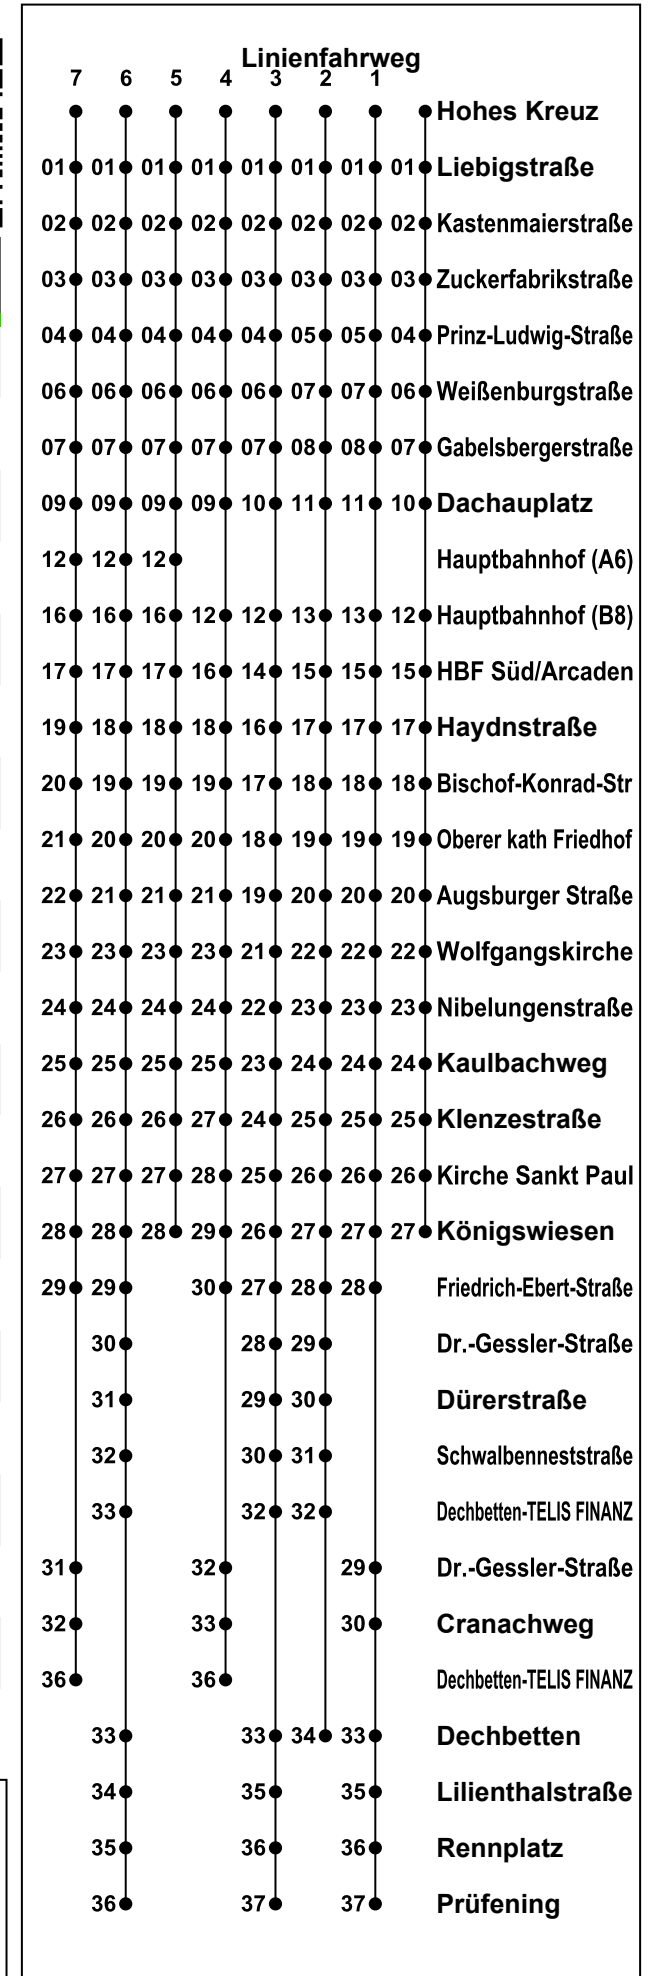 Linienfahrweg
7 6 5 4 3 2 1
Hohes Kreuz
01 01 01 01 01 01 01 01 Liebigstraße
02 02 02 02 02 02 02 02 Kastenmaierstraße
03 03 03 03 03 03 03 03 Zuckerfabrikstraße
04 04 04 04 04 05 05 04 Prinz-Ludwig-Straße
06 06 06 06 06 07 07 06 Weißenburgstraße
07 07 07 07 07 08 08 07 Gabelsbergerstraße
09 09 09 09 10 11 11 10 Dachauplatz
12 12 12 Hauptbahnhof (A6)
16 16 16 12 12 13 13 12 Hauptbahnhof (B8)
17 17 17 16 14 15 15 15 HBF Süd/Arcaden
19 18 18 18 16 17 17 17 Haydnstraße
20 19 19 19 17 18 18 18 Bischof-Konrad-Str
21 20 20 20 18 19 19 19 Oberer kath Friedhof
22 21 21 21 19 20 20 20 Augsburger Straße
23 23 23 23 21 22 22 22 Wolfgangskirche
24 24 24 24 22 23 23 23 Nibelungenstraße
25 25 25 25 23 24 24 24 Kaulbachweg
26 26 26 27 24 25 25 25 Klenzestraße
27 27 27 28 25 26 26 26 Kirche Sankt Paul
28 28 28 29 26 27 27 27 Königswiesen
29 29 30 27 28 28 Friedrich-Ebert-Straße
30 28 29 Dr.-Gessler-Straße
31 29 30 Dürerstraße
32 30 31 Schwalbenneststraße
33 32 32 Dechbetten-TELIS FINANZ
31 32 29 Dr.-Gessler-Straße
32 33 30 Cranachweg
36 36 Dechbetten-TELIS FINANZ
33 33 34 33 Dechbetten
34 35 35 Lilienthalstraße
35 36 36 Rennplatz
36 37 37 Prüfening